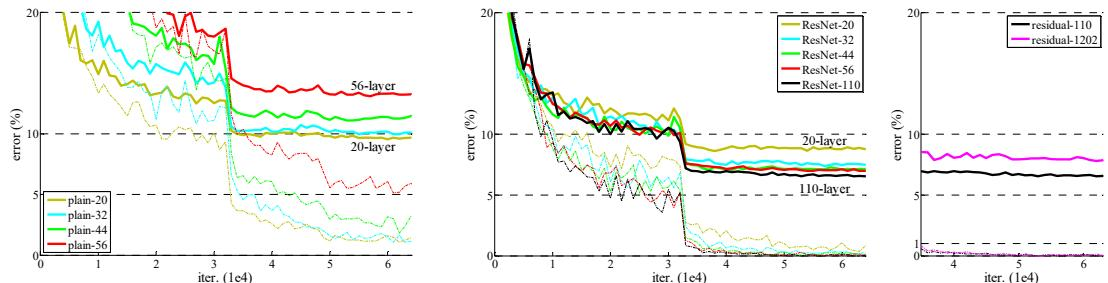 20
10
5
0
error (%)
0
1
2
3
4
5
6
iter. (1e4)
56-layer
20-layer
plain-20
plain-32
plain-44
plain-56
20
10
5
0
error (%)
0
1
2
3
4
5
6
iter. (1e4)
20-layer
110-layer
ResNet-20
ResNet-32
ResNet-44
ResNet-56
ResNet-110
20
10
5
1
0
error (%)
4
5
6
iter. (1e4)
residual-110
residual-1202